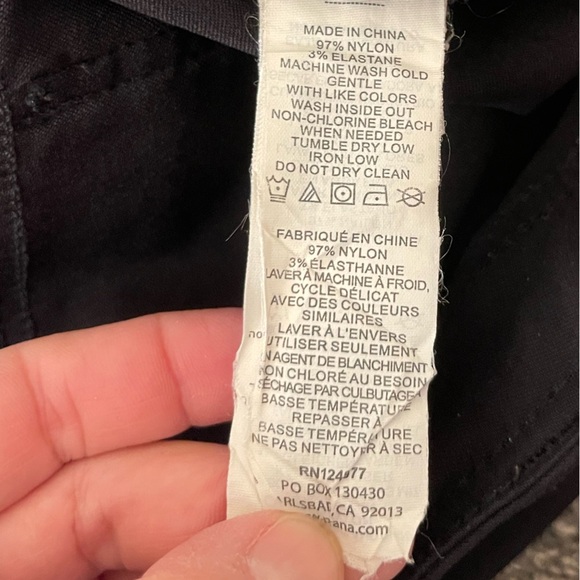 MADE IN CHINA
97% NYLON
3% ELASTANE
MACHINE WASH COLD
GENTLE
WITH LIKE COLORS
WASH INSIDE OUT
NON-CHLORINE BLEACH
WHEN NEEDED
TUMBLE DRY LOW
IRON LOW
DO NOT DRY CLEAN
FABRIQUÉ EN CHINE
97% NYLON
3% ÉLASTHANNE
LAVER À MACHINE À FROID,
CYCLE DÉLICAT
AVEC DES COULEURS
SIMILAIRES
LAVER À L'ENVERS
UTILISER SEULEMENT
AGENT DE BLANCHIMENT
NON CHLORÉ AU BESOIN
SÉCHAGE PAR CULBUTAGE
BASSE TEMPÉRATURE
REPASSER À
BASSE TEMPÉRATURE
NE PAS NETTOYER À SEC
PO BOX 130430
CA 92013